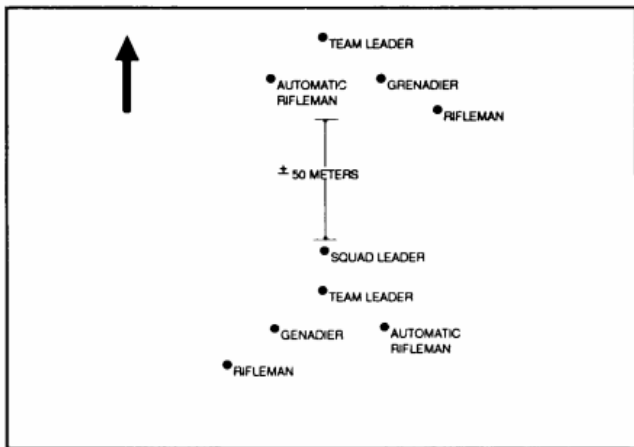 TEAM LEADER
AUTOMATIC
RIFLEMAN
GRENADIER
RIFLEMAN
± 50 METERS
SQUAD LEADER
TEAM LEADER
GENADIER
AUTOMATIC
RIFLEMAN
RIFLEMAN